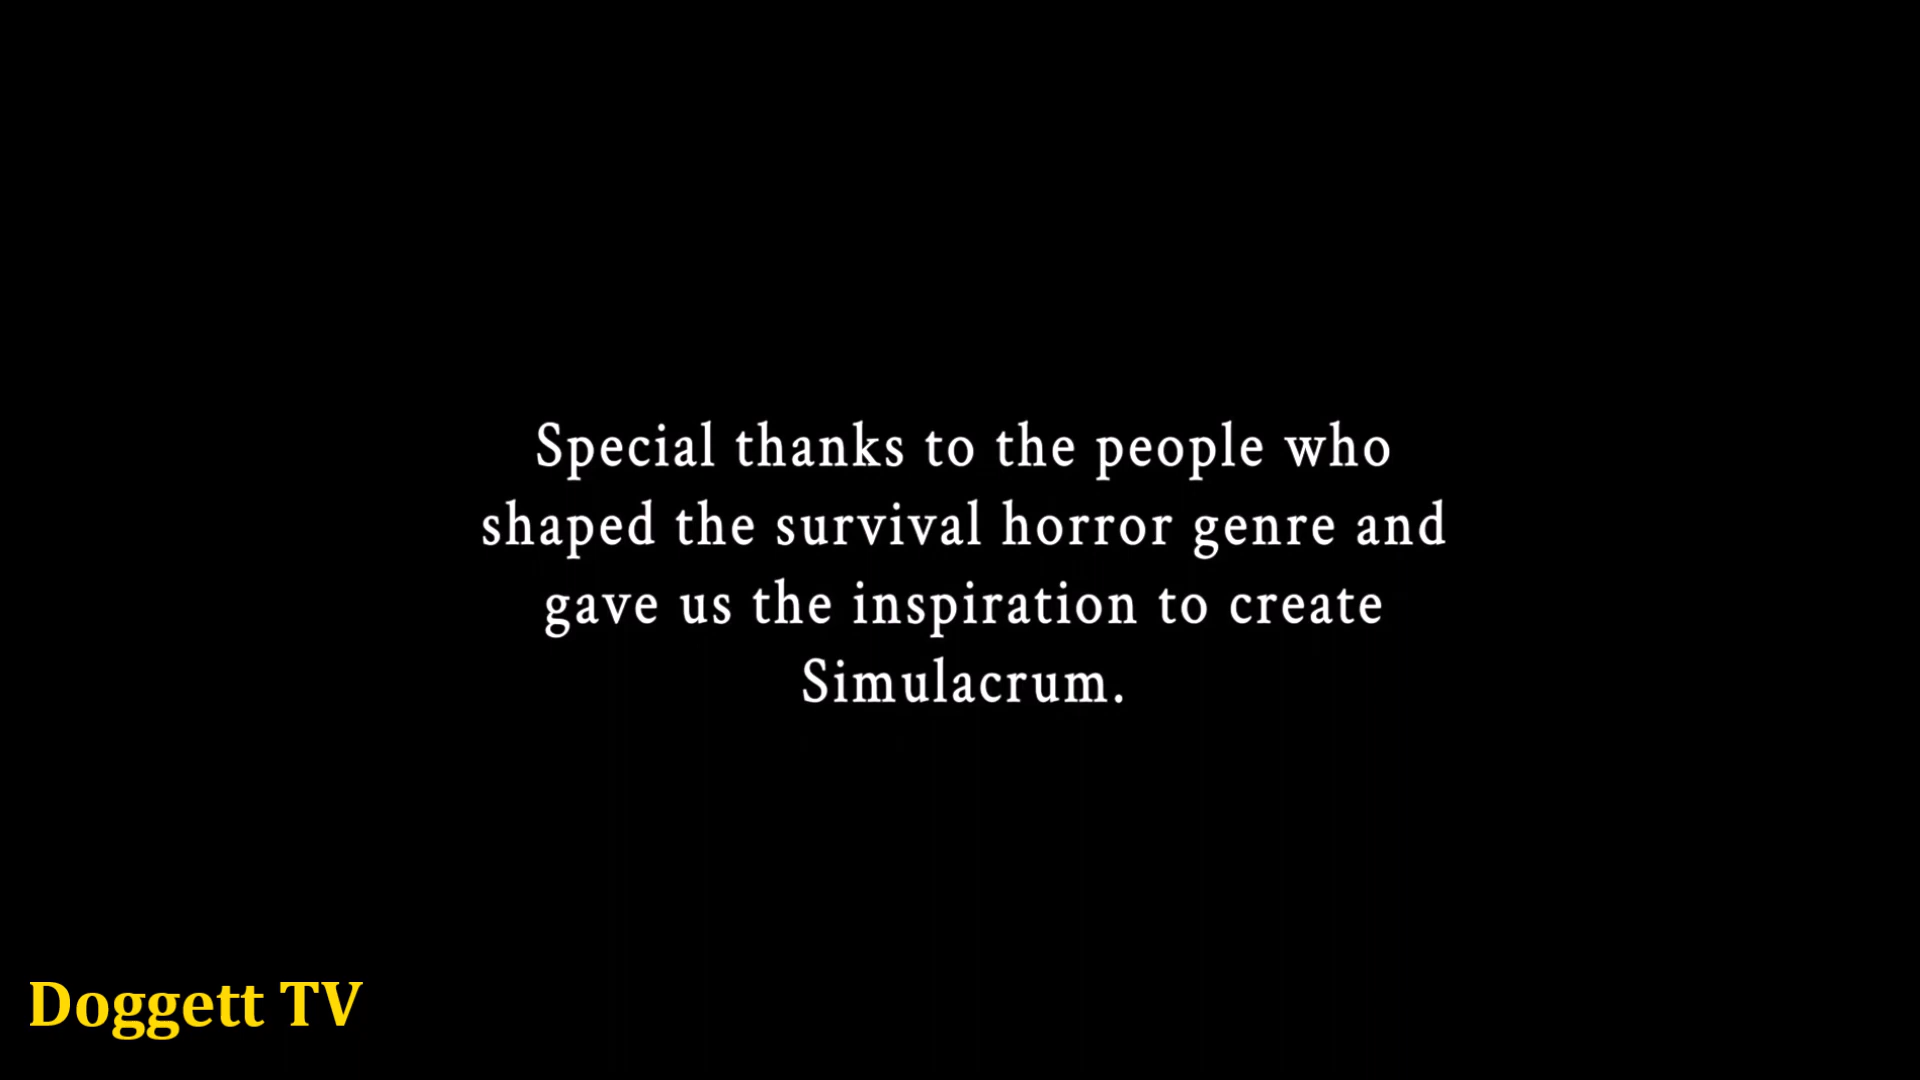 Special thanks to the people who
shaped the survival horror genre and
gave us the inspiration to create
Simulacrum.
Doggett TV